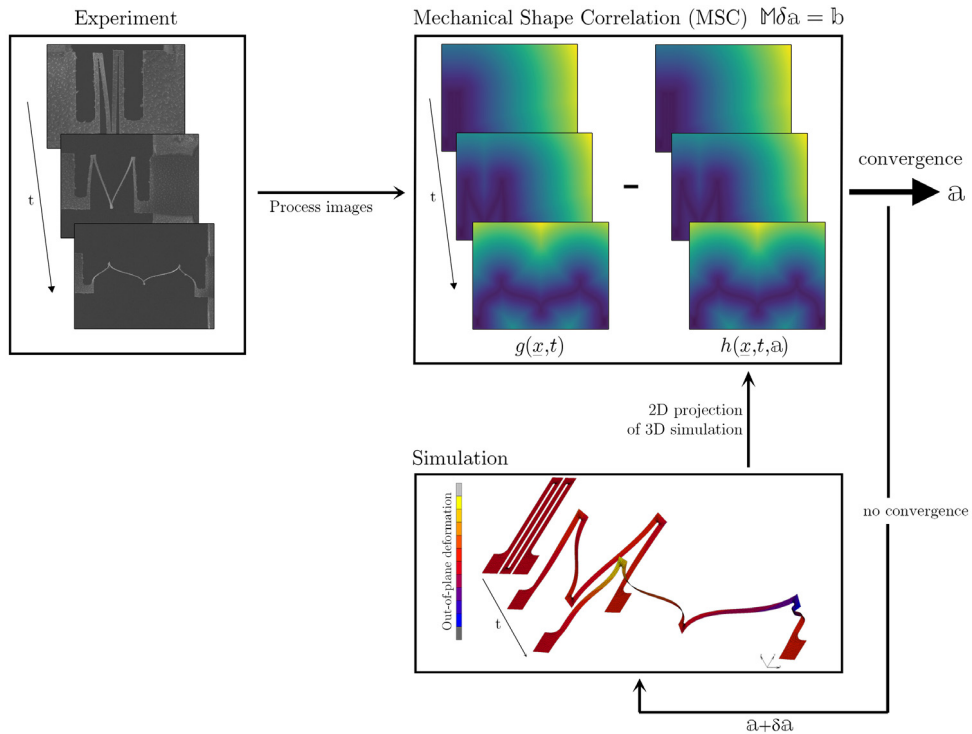 Experiment
Mechanical Shape Correlation (MSC) 𝕄δ𝕒 = 𝕓
t
Process images
t
-
convergence
𝕒
g(x,t)
h(x,t,𝕒)
2D projection
of 3D simulation
Simulation
Out-of-plane deformation
t
no convergence
𝕒+δ𝕒